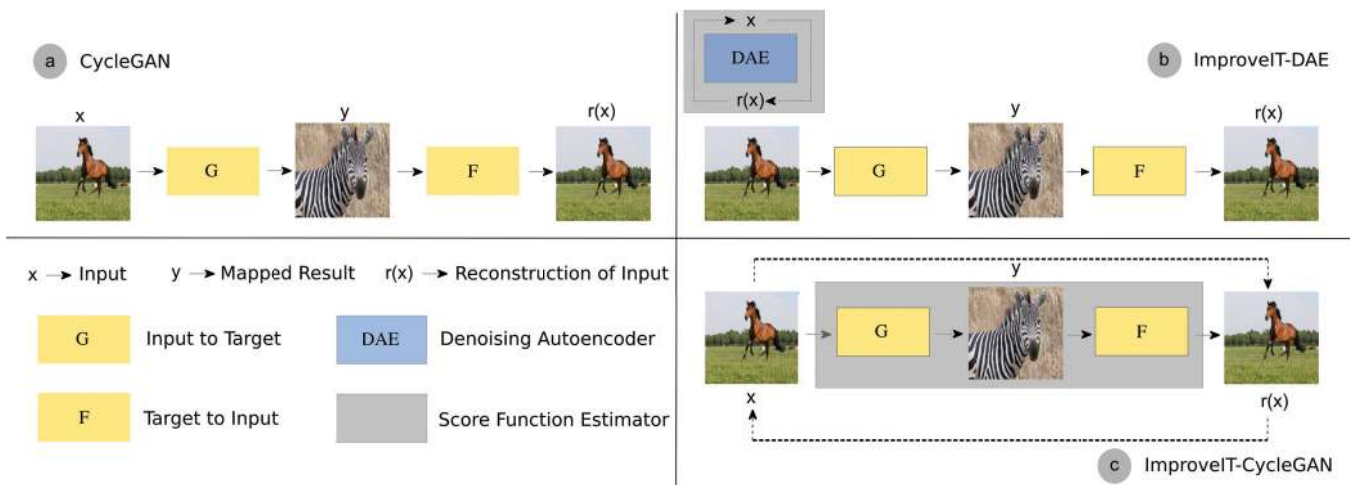 a CycleGAN
x
G
y
F
r(x)
x
DAE
r(x)
b ImproveIT-DAE
G
y
F
r(x)
x → Input
y → Mapped Result
r(x) → Reconstruction of Input
G Input to Target
DAE Denoising Autoencoder
F Target to Input
Score Function Estimator
y
G
F
x
r(x)
c ImproveIT-CycleGAN